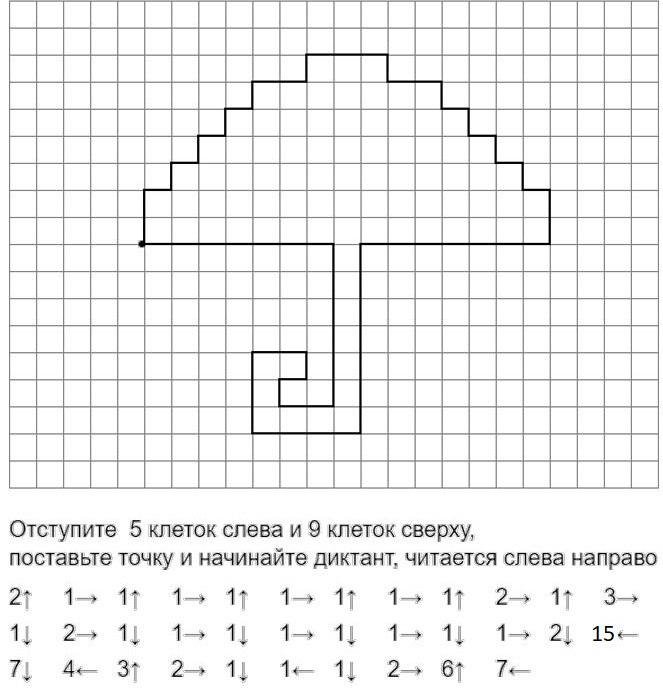 Отступите 5 клеток слева и 9 клеток сверху,
поставьте точку и начинайте диктант, читается слева направо
2↑ 1→ 1↑ 1→ 1↑ 1→ 1↑ 1→ 1↑ 2→ 1↑ 3→
1↓ 2→ 1↓ 1→ 1↓ 1→ 1↓ 1→ 1↓ 1→ 2↓ 15←
7↓ 4← 3↑ 2→ 1↓ 1← 1↓ 2→ 6↑ 7←